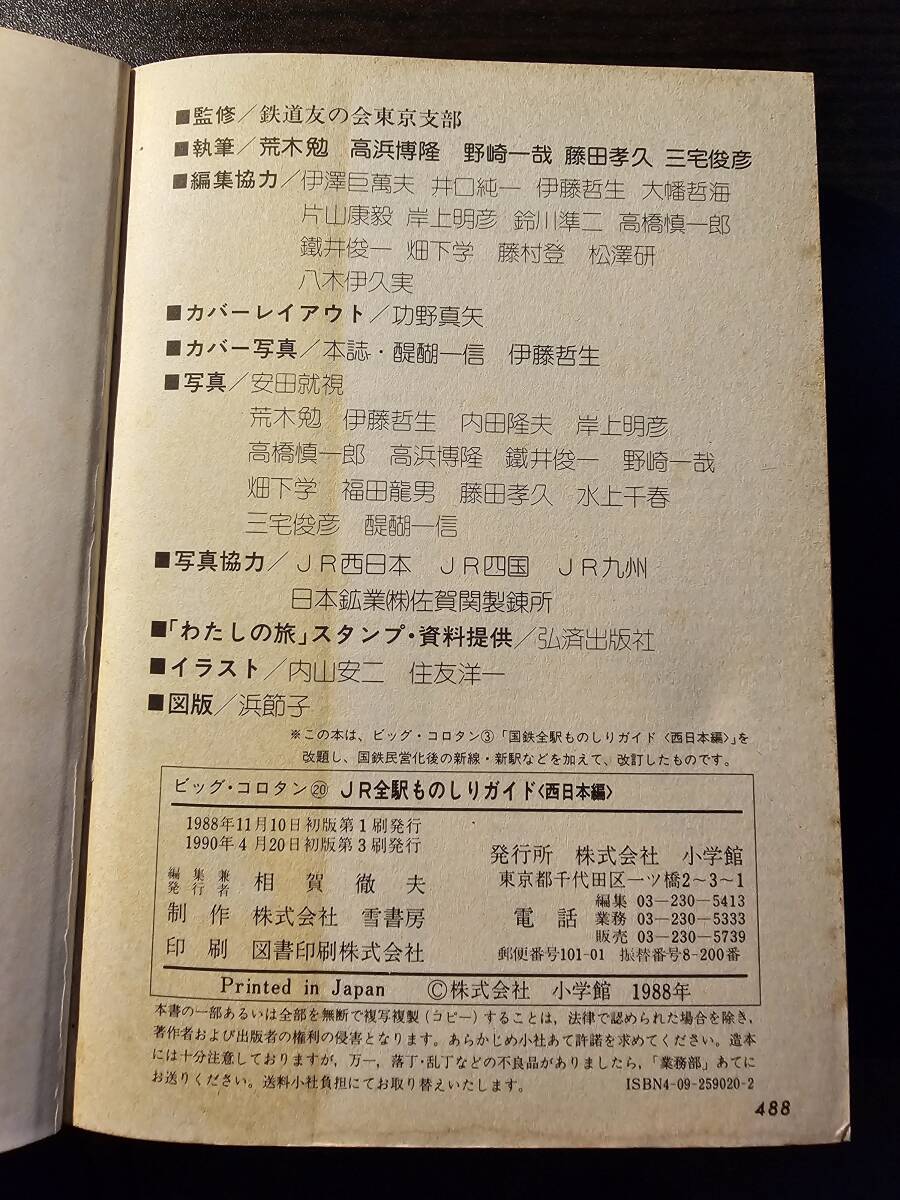 ■監修／鉄道友の会東京支部
■執筆／荒木勉 高浜博隆 野崎一哉 藤田孝久 三宅俊彦
■編集協力／伊澤巨萬夫 井口純一 伊藤哲生 大幡哲海
片山康毅 岸上明彦 鈴川準二 高橋慎一郎
鐵井俊一 畑下学 藤村登 松澤研
八木伊久実
■カバーレイアウト／功野真矢
■カバー写真／本誌・醍醐一信 伊藤哲生
■写真／安田就視
荒木勉 伊藤哲生 内田隆夫 岸上明彦
高橋慎一郎 高浜博隆 鐵井俊一 野崎一哉
畑下学 福田龍男 藤田孝久 水上千春
三宅俊彦 醍醐一信
■写真協力／ＪＲ西日本 ＪＲ四国 ＪＲ九州
日本鉱業㈱佐賀関製錬所
■「わたしの旅」スタンプ・資料提供／弘済出版社
■イラスト／内山安二 住友洋一
■図版／浜節子
※この本は、ビッグ・コロタン③「国鉄全駅ものしりガイド〈西日本編〉」を
改題し、国鉄民営化後の新線・新駅などを加えて、改訂したものです。
ビッグ・コロタン⑳ ＪＲ全駅ものしりガイド〈西日本編〉
1988年11月10日初版第1刷発行
1990年4月20日初版第3刷発行
編集兼発行者 相賀徹夫
制作 株式会社 雪書房
印刷 図書印刷株式会社
発行所 株式会社 小学館
東京都千代田区一ツ橋2〜3〜1
編集 03―230―5413
電話 業務 03―230―5333
販売 03―230―5739
郵便番号101-01 振替番号8-200番
Printed in Japan ©株式会社 小学館 1988年
本書の一部あるいは全部を無断で複写複製（コピー）することは，法律で認められた場合を除き，
著作者および出版者の権利の侵害となります。あらかじめ小社あて許諾を求めてください。造本
には十分注意しておりますが，万一，落丁・乱丁などの不良品がありましたら，「業務部」あてに
お送りください。送料小社負担にてお取り替えいたします。 ISBN4-09-259020-2
488